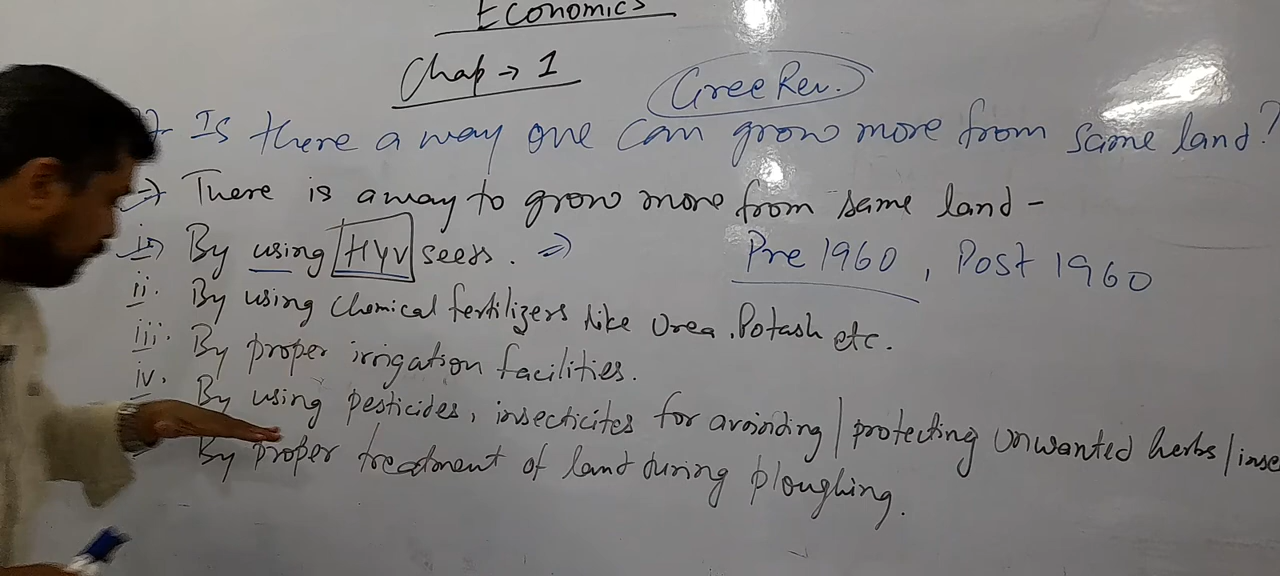 Economics
Chap → 1
GreeRev.
- Is there a way one can grow more from same land?
→ There is a way to grow more from same land -
i) By using HYV seeds. ⇒ Pre 1960, Post 1960
ii. By using chemical fertilizers like Urea, Potash etc.
iii. By proper irrigation facilities.
iv. By using pesticides, insecticites for avoinding / protecting unwanted herbs / inse
By proper treatment of land during ploughing.